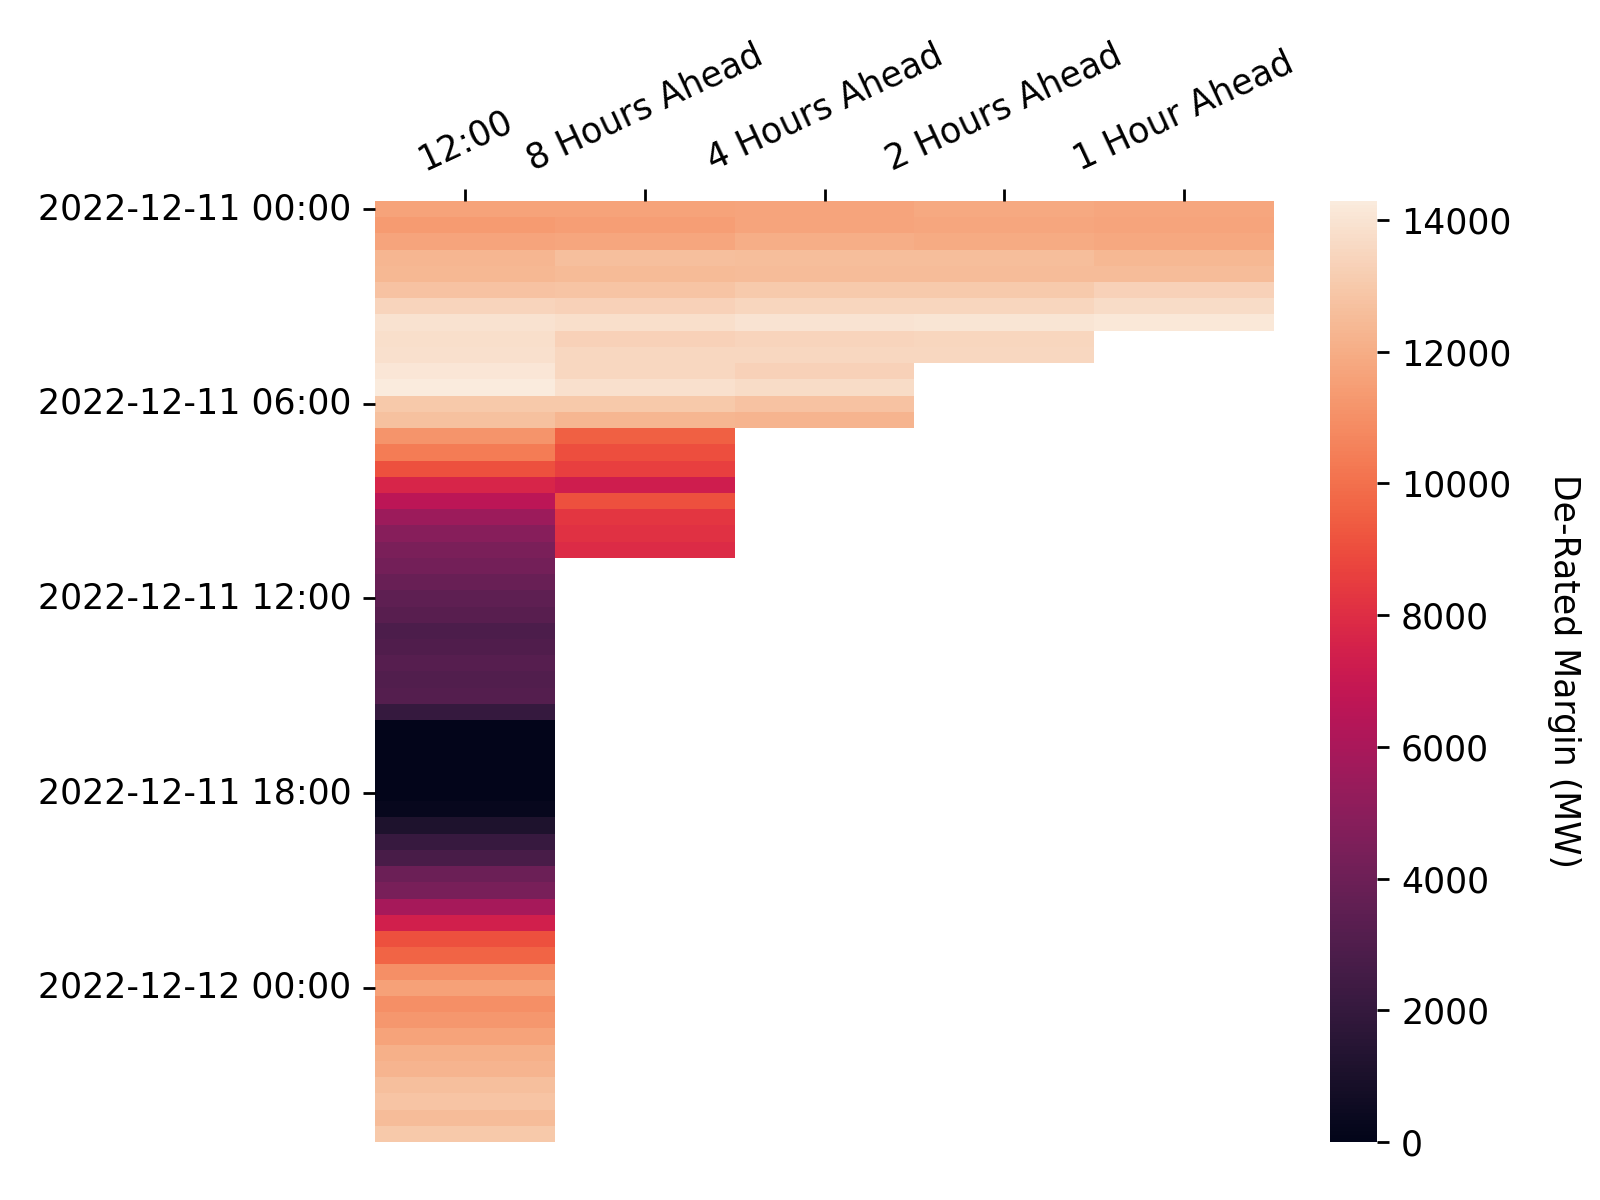 12:00
8 Hours Ahead
4 Hours Ahead
2 Hours Ahead
1 Hour Ahead
2022-12-11 00:00
2022-12-11 06:00
2022-12-11 12:00
2022-12-11 18:00
2022-12-12 00:00
14000
12000
10000
8000
6000
4000
2000
0
De-Rated Margin (MW)